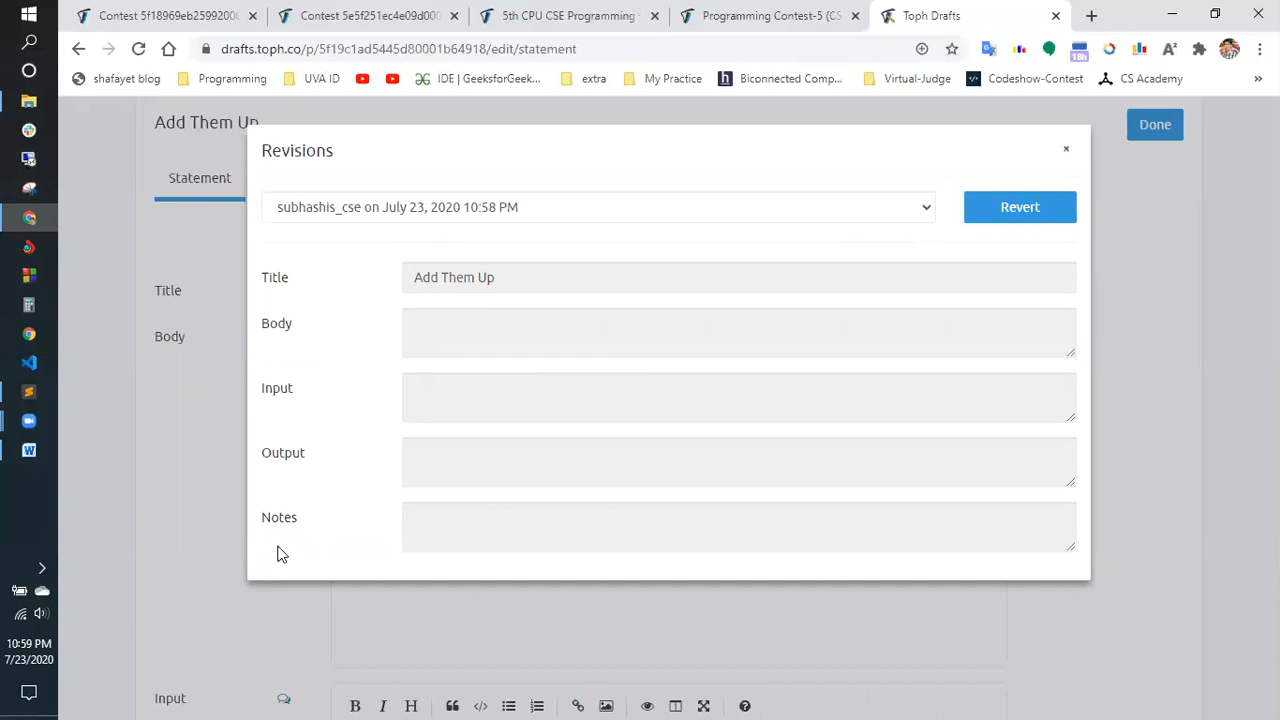 Contest 5f18969eb2599200
Contest 5e5f251ec4e09d000
5th CPU CSE Programming
Programming Contest-5 (CS
Toph Drafts
drafts.toph.co/p/5f19c1ad5445d80001b64918/edit/statement
18h
shafayet blog
Programming
UVA ID
IDE | GeeksforGeek...
extra
My Practice
Biconnected Comp...
Virtual-Judge
Codeshow-Contest
CS Academy
»
Add Them Up
Done
Revisions
×
Statement
subhashis_cse on July 23, 2020 10:58 PM
Revert
Title
Add Them Up
Title
Body
Body
Input
Output
Notes
10:59 PM
7/23/2020
Input
B I H